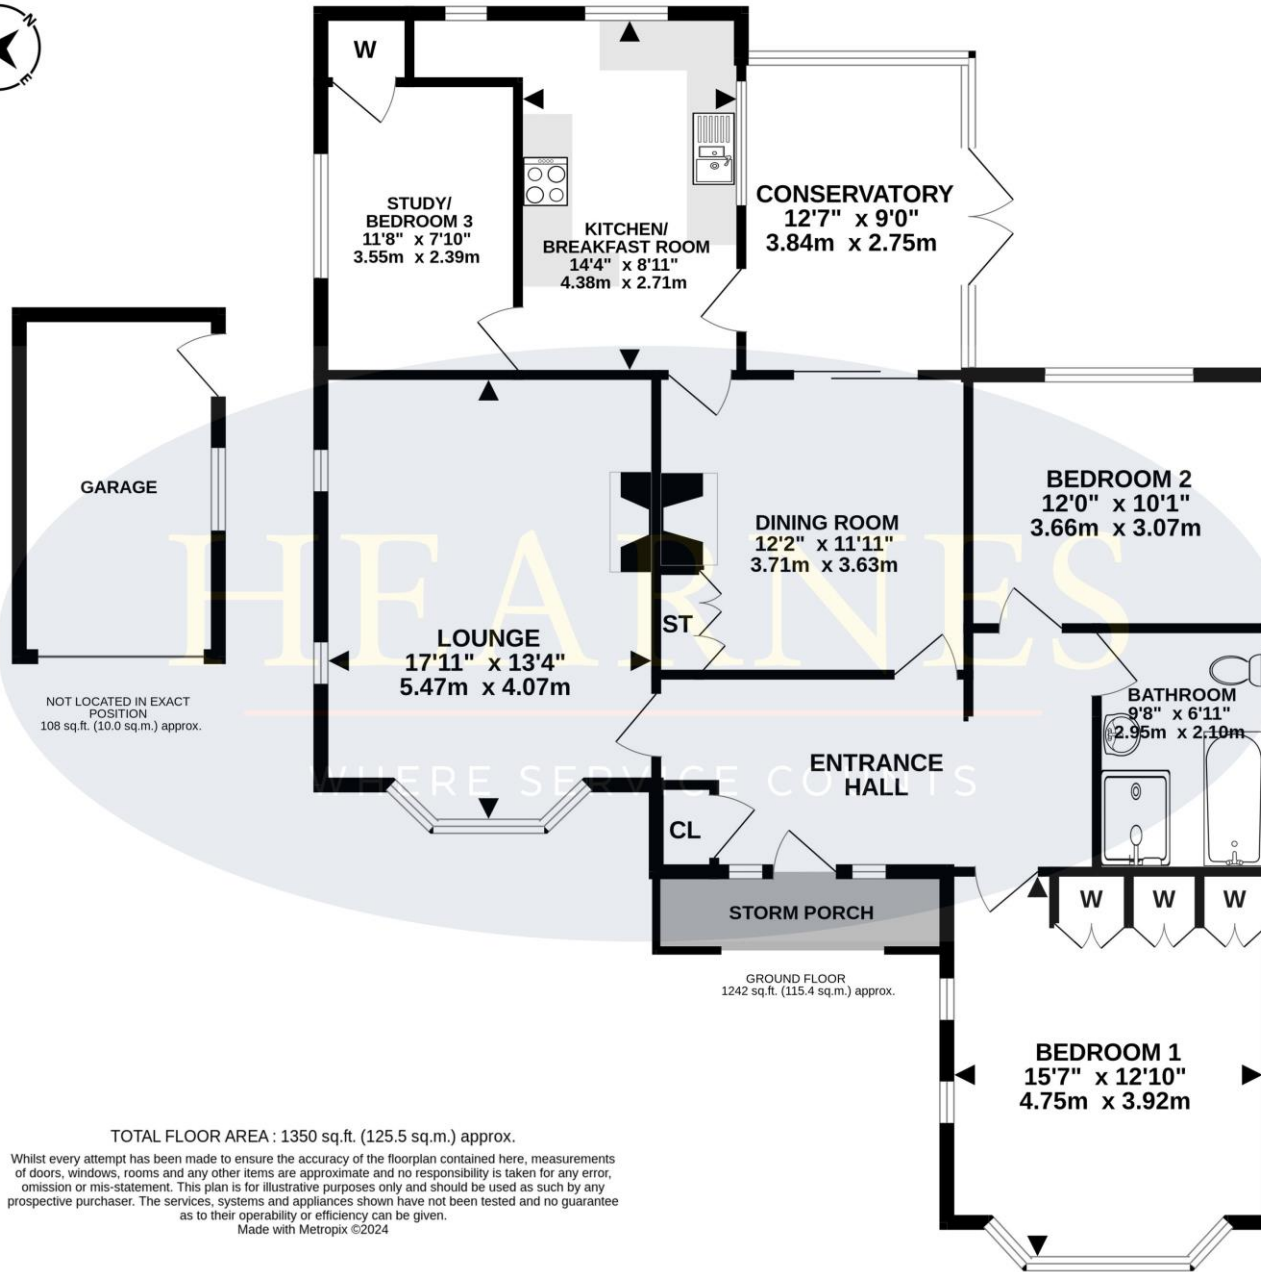 N
E
W
STUDY/
BEDROOM 3
11'8" x 7'10"
3.55m x 2.39m
KITCHEN/
BREAKFAST ROOM
14'4" x 8'11"
4.38m x 2.71m
CONSERVATORY
12'7" x 9'0"
3.84m x 2.75m
GARAGE
NOT LOCATED IN EXACT
POSITION
108 sq.ft. (10.0 sq.m.) approx.
HEARNES
WHERE SERVICE COUNTS
LOUNGE
17'11" x 13'4"
5.47m x 4.07m
DINING ROOM
12'2" x 11'11"
3.71m x 3.63m
ST
BEDROOM 2
12'0" x 10'1"
3.66m x 3.07m
BATHROOM
9'8" x 6'11"
2.95m x 2.10m
ENTRANCE
HALL
CL
STORM PORCH
GROUND FLOOR
1242 sq.ft. (115.4 sq.m.) approx.
W
W
W
BEDROOM 1
15'7" x 12'10"
4.75m x 3.92m
TOTAL FLOOR AREA : 1350 sq.ft. (125.5 sq.m.) approx.
Whilst every attempt has been made to ensure the accuracy of the floorplan contained here, measurements
of doors, windows, rooms and any other items are approximate and no responsibility is taken for any error,
omission or mis-statement. This plan is for illustrative purposes only and should be used as such by any
prospective purchaser. The services, systems and appliances shown have not been tested and no guarantee
as to their operability or efficiency can be given.
Made with Metropix ©2024